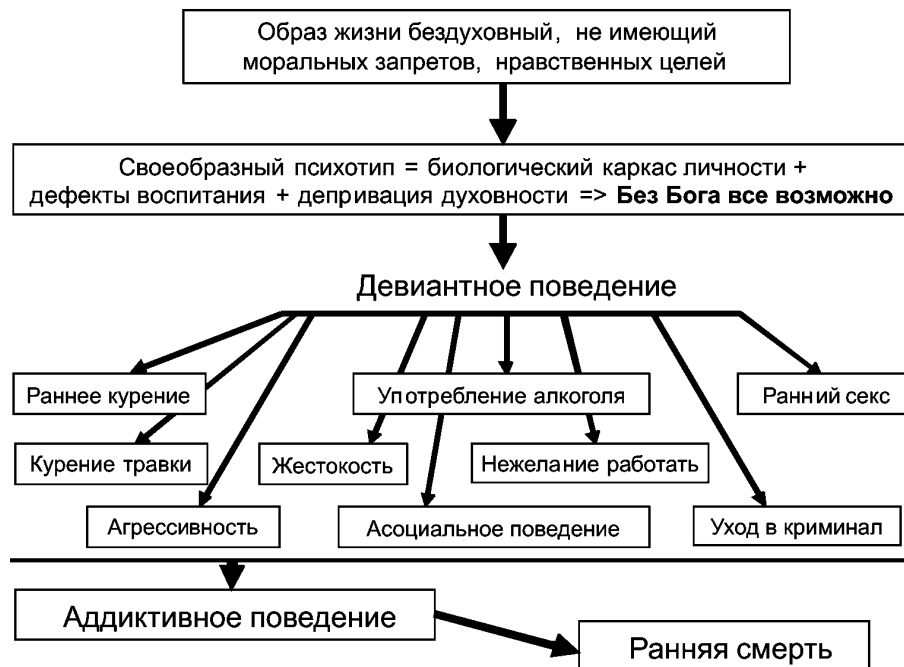 Образ жизни бездуховный, не имеющий
моральных запретов, нравственных целей
Своеобразный психотип = биологический каркас личности +
дефекты воспитания + депривация духовности => Без Бога все возможно
Девиантное поведение
Раннее курение
Употребление алкоголя
Ранний секс
Курение травки
Жестокость
Нежелание работать
Агрессивность
Асоциальное поведение
Уход в криминал
Аддиктивное поведение
Ранняя смерть